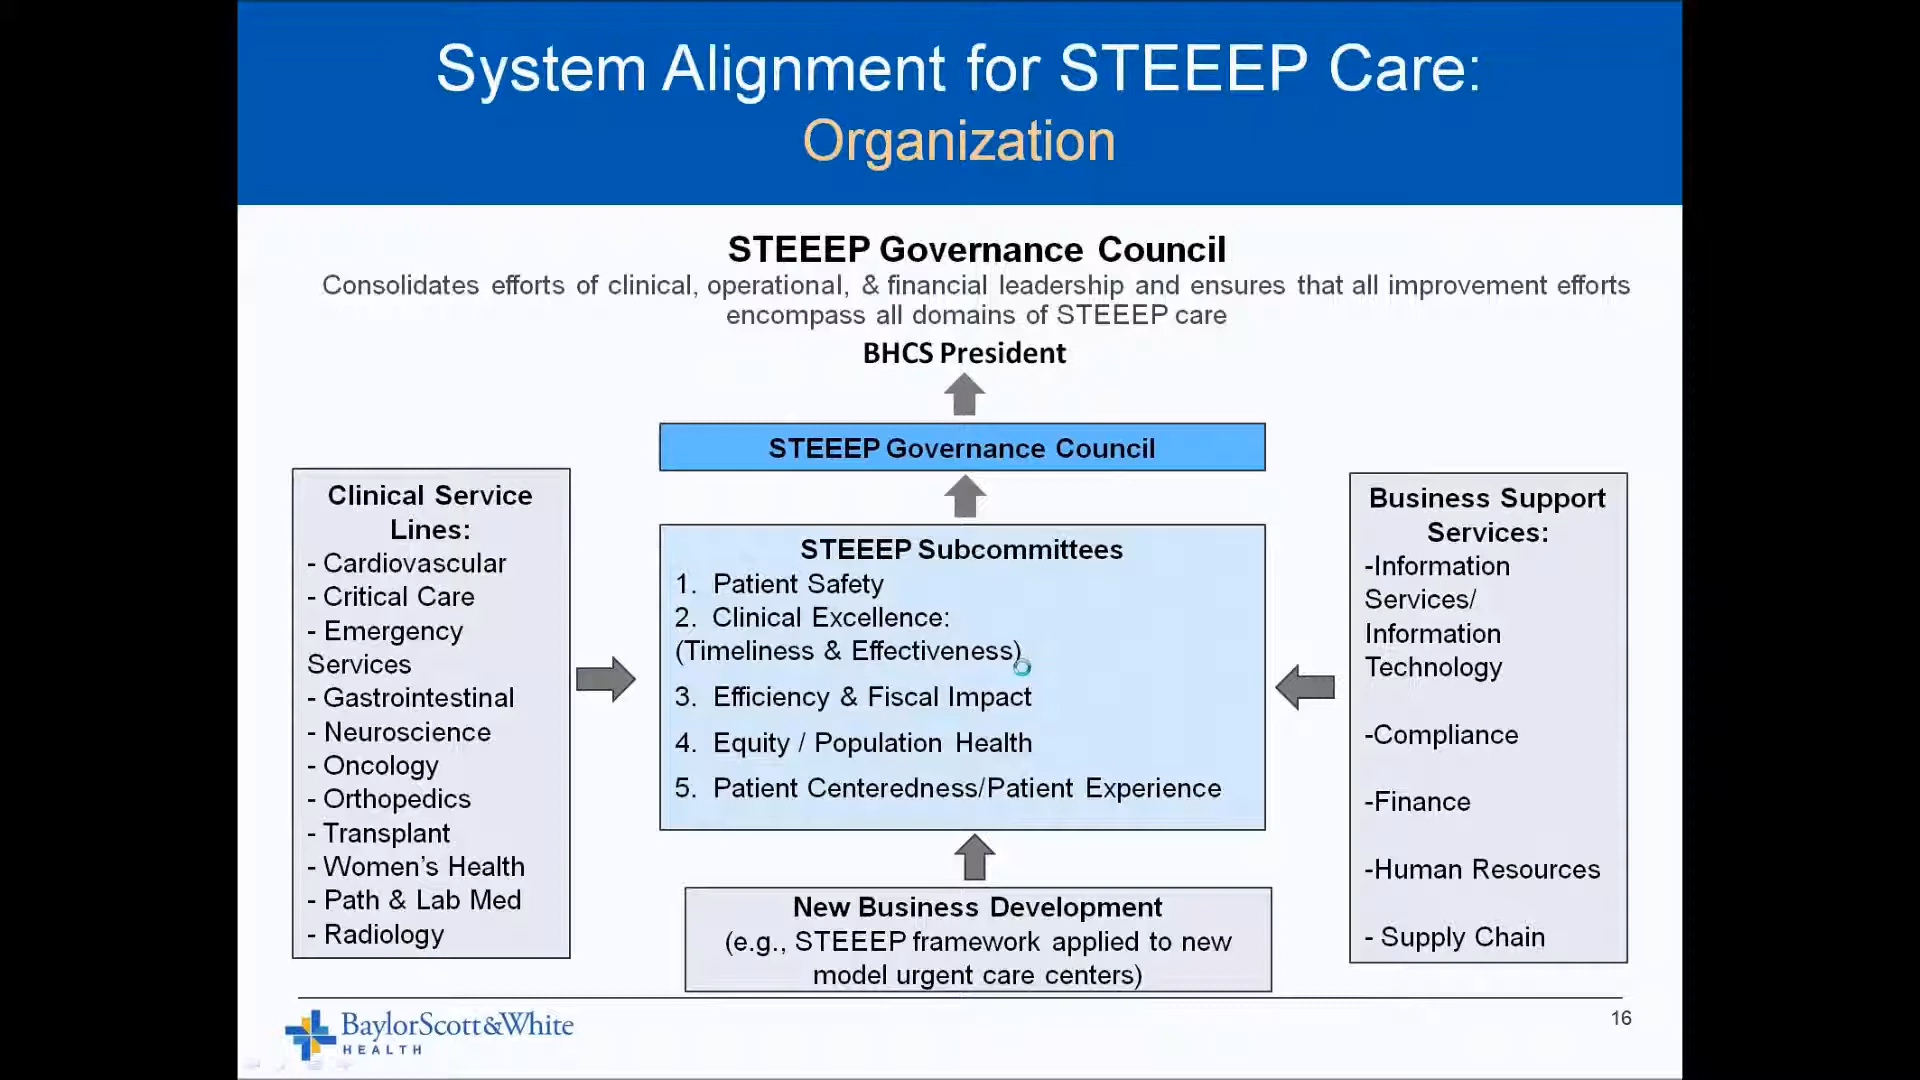 System Alignment for STEEEP Care:
Organization
STEEEP Governance Council
Consolidates efforts of clinical, operational, & financial leadership and ensures that all improvement efforts
encompass all domains of STEEEP care
BHCS President
STEEEP Governance Council
Clinical Service
Lines:
- Cardiovascular
- Critical Care
- Emergency
Services
- Gastrointestinal
- Neuroscience
- Oncology
- Orthopedics
- Transplant
- Women’s Health
- Path & Lab Med
- Radiology
STEEEP Subcommittees
1. Patient Safety
2. Clinical Excellence:
(Timeliness & Effectiveness)
3. Efficiency & Fiscal Impact
4. Equity / Population Health
5. Patient Centeredness/Patient Experience
Business Support
Services:
-Information
Services/
Information
Technology
-Compliance
-Finance
-Human Resources
- Supply Chain
New Business Development
(e.g., STEEEP framework applied to new
model urgent care centers)
BaylorScott&White
HEALTH
16